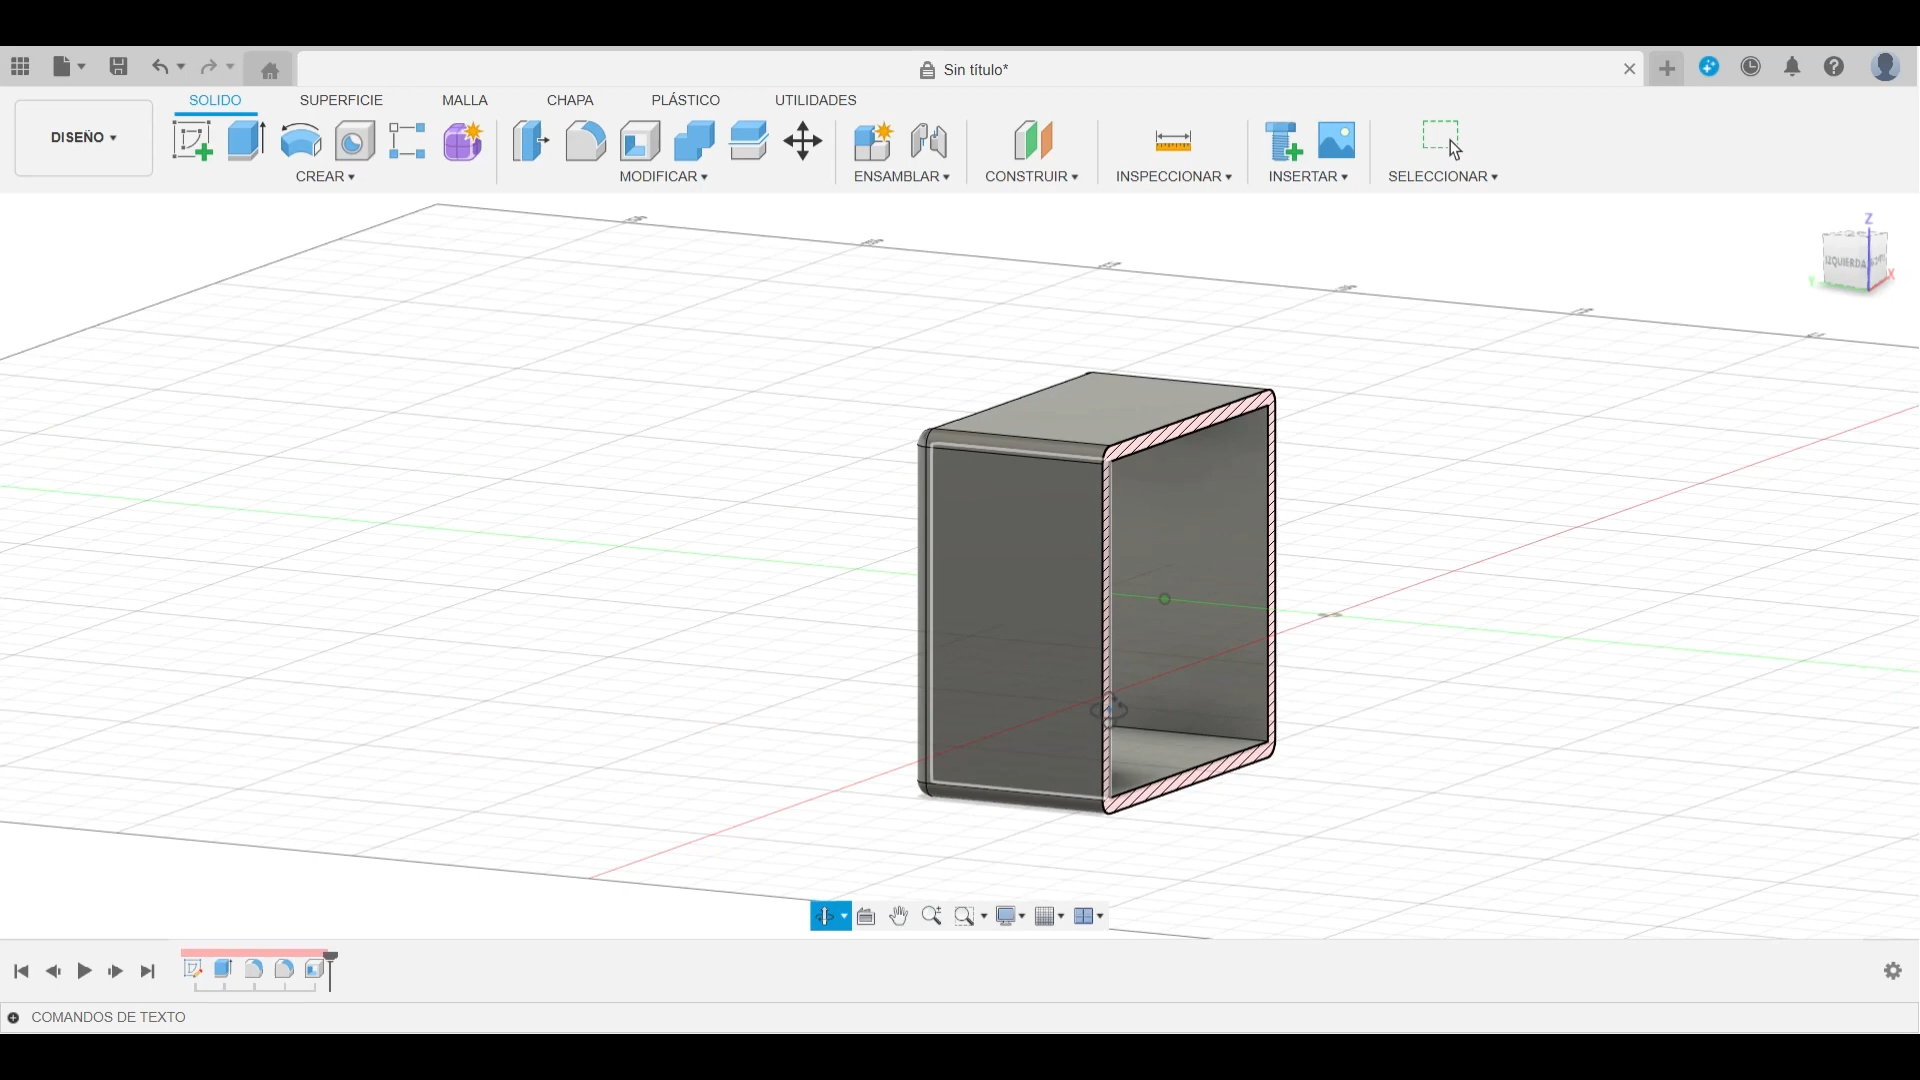 Sin título*
SOLIDO SUPERFICIE MALLA CHAPA PLÁSTICO UTILIDADES
DISEÑO
CREAR MODIFICAR ENSAMBLAR CONSTRUIR INSPECCIONAR INSERTAR SELECCIONAR
Z
IZQUIERDA
X
Y
COMANDOS DE TEXTO